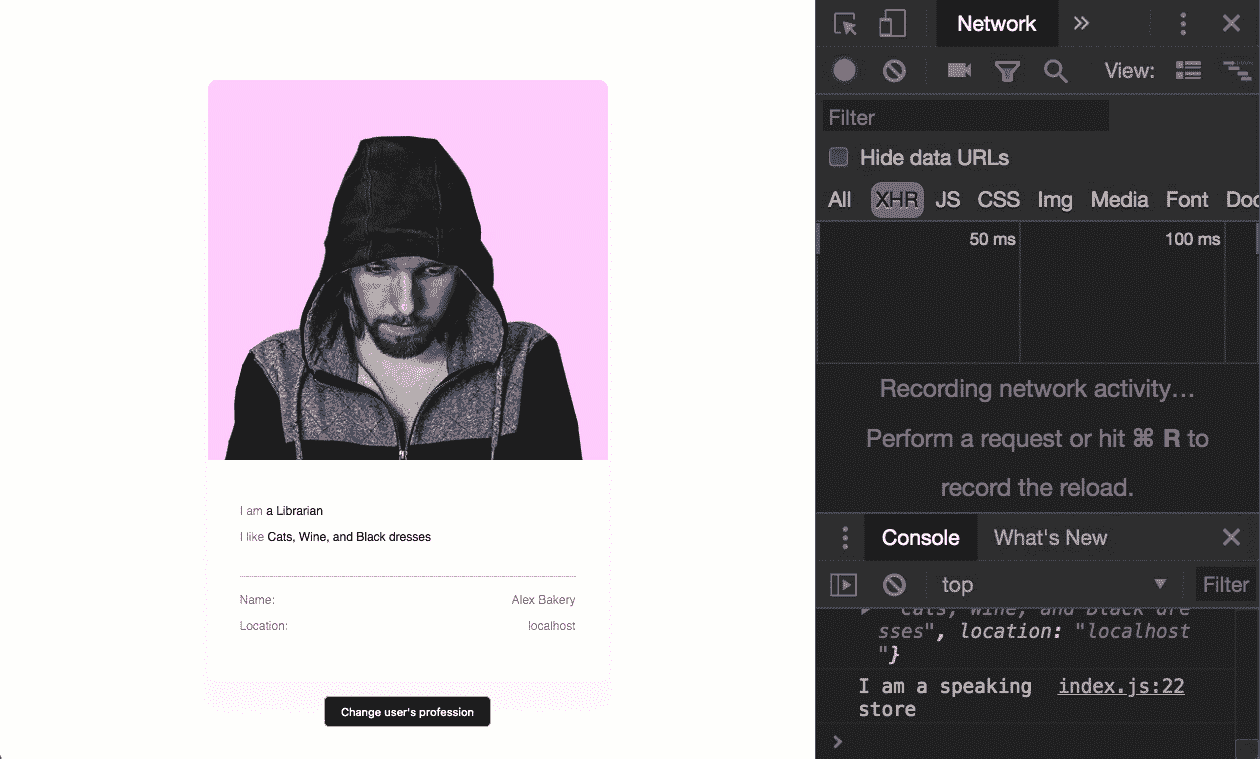 I am a Librarian
I like Cats, Wine, and Black dresses
Name: Alex Bakery
Location: localhost
Change user's profession
Network
View:
Filter
Hide data URLs
All XHR JS CSS Img Media Font Doc
50 ms 100 ms
Recording network activity…
Perform a request or hit ⌘ R to
record the reload.
Console What's New
top Filter
"Cats, Wine, and Black dre
sses", location: "localhost
"}
I am a speaking index.js:22
store